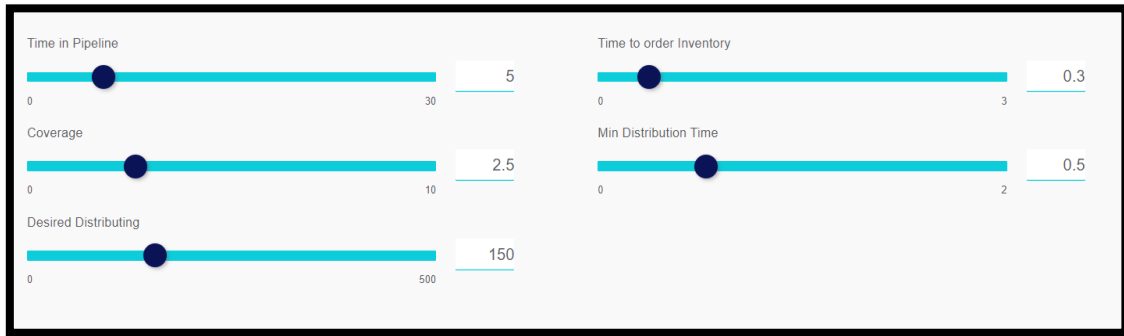 Time in Pipeline
5
0 30
Time to order Inventory
0.3
0 3
Coverage
2.5
0 10
Min Distribution Time
0.5
0 2
Desired Distributing
150
0 500